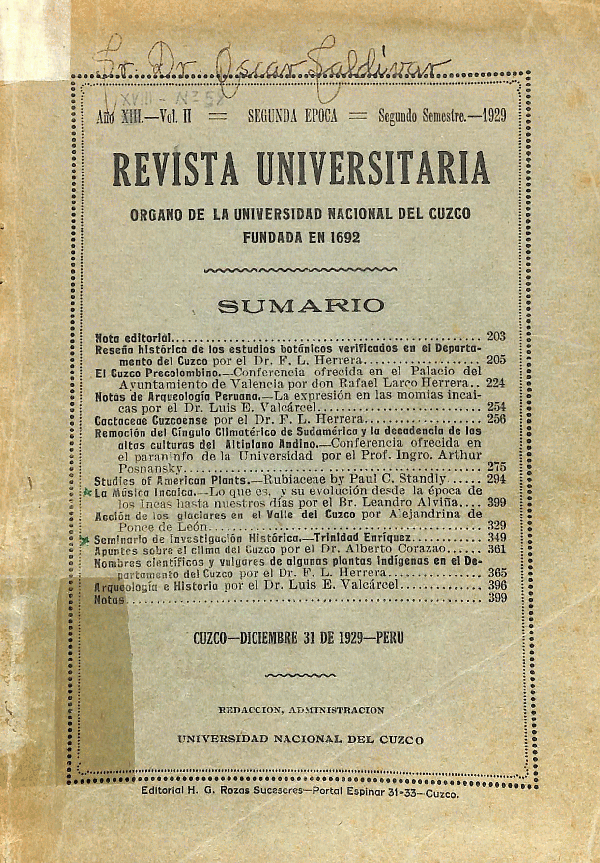 Sr. Dr. Oscar Saldívar
XVIII - Nº 57
Año XIII.—Vol. II = SEGUNDA EPOCA = Segundo Semestre.—1929
REVISTA UNIVERSITARIA
ORGANO DE LA UNIVERSIDAD NACIONAL DEL CUZCO
FUNDADA EN 1692
SUMARIO
Nota editorial................................................ 203
Reseña histórica de los estudios botánicos verificados en el Departa-
mento del Cuzco por el Dr. F. L. Herrera.................. 205
El Cuzco Precolombino.—Conferencia ofrecida en el Palacio del
Ayuntamiento de Valencia por don Rafael Larco Herrera.. 224
Notas de Arqueología Peruana.—La expresión en las momias incai-
cas por el Dr. Luis E. Valcárcel........................... 254
Cactaceae Cuzcoense por el Dr. F. L. Herrera.................. 256
Remoción del Cíngulo Climatérico de Sudamérica y la decadencia de las
altas culturas del Altiplano Andino.—Conferencia ofrecida en
el paraninfo de la Universidad por el Prof. Ingro. Arthur
Posnansky................................................ 275
Studies of American Plants.—Rubiaceae by Paul C. Standly...... 294
La Música Incaica.—Lo que es, y su evolución desde la época de
los Incas hasta nuestros días por el Br. Leandro Alviña.... 399
Acción de los glaciares en el Valle del Cuzco por Alejandrina de
Ponce de León............................................ 329
Seminario de Investigación Histórica.—Trinidad Enríquez........ 349
Apuntes sobre el clima del Cuzco por el Dr. Alberto Corazao..... 361
Nombres científicos y vulgares de algunas plantas indígenas en el De-
partamento del Cuzco por el Dr. F. L. Herrera.............. 365
Arqueología e Historia por el Dr. Luis E. Valcárcel............. 396
Notas....................................................... 399
CUZCO—DICIEMBRE 31 DE 1929—PERU
REDACCION, ADMINISTRACION
UNIVERSIDAD NACIONAL DEL CUZCO
Editorial H. G. Rozas Sucesores—Portal Espinar 31-33—Cuzco.